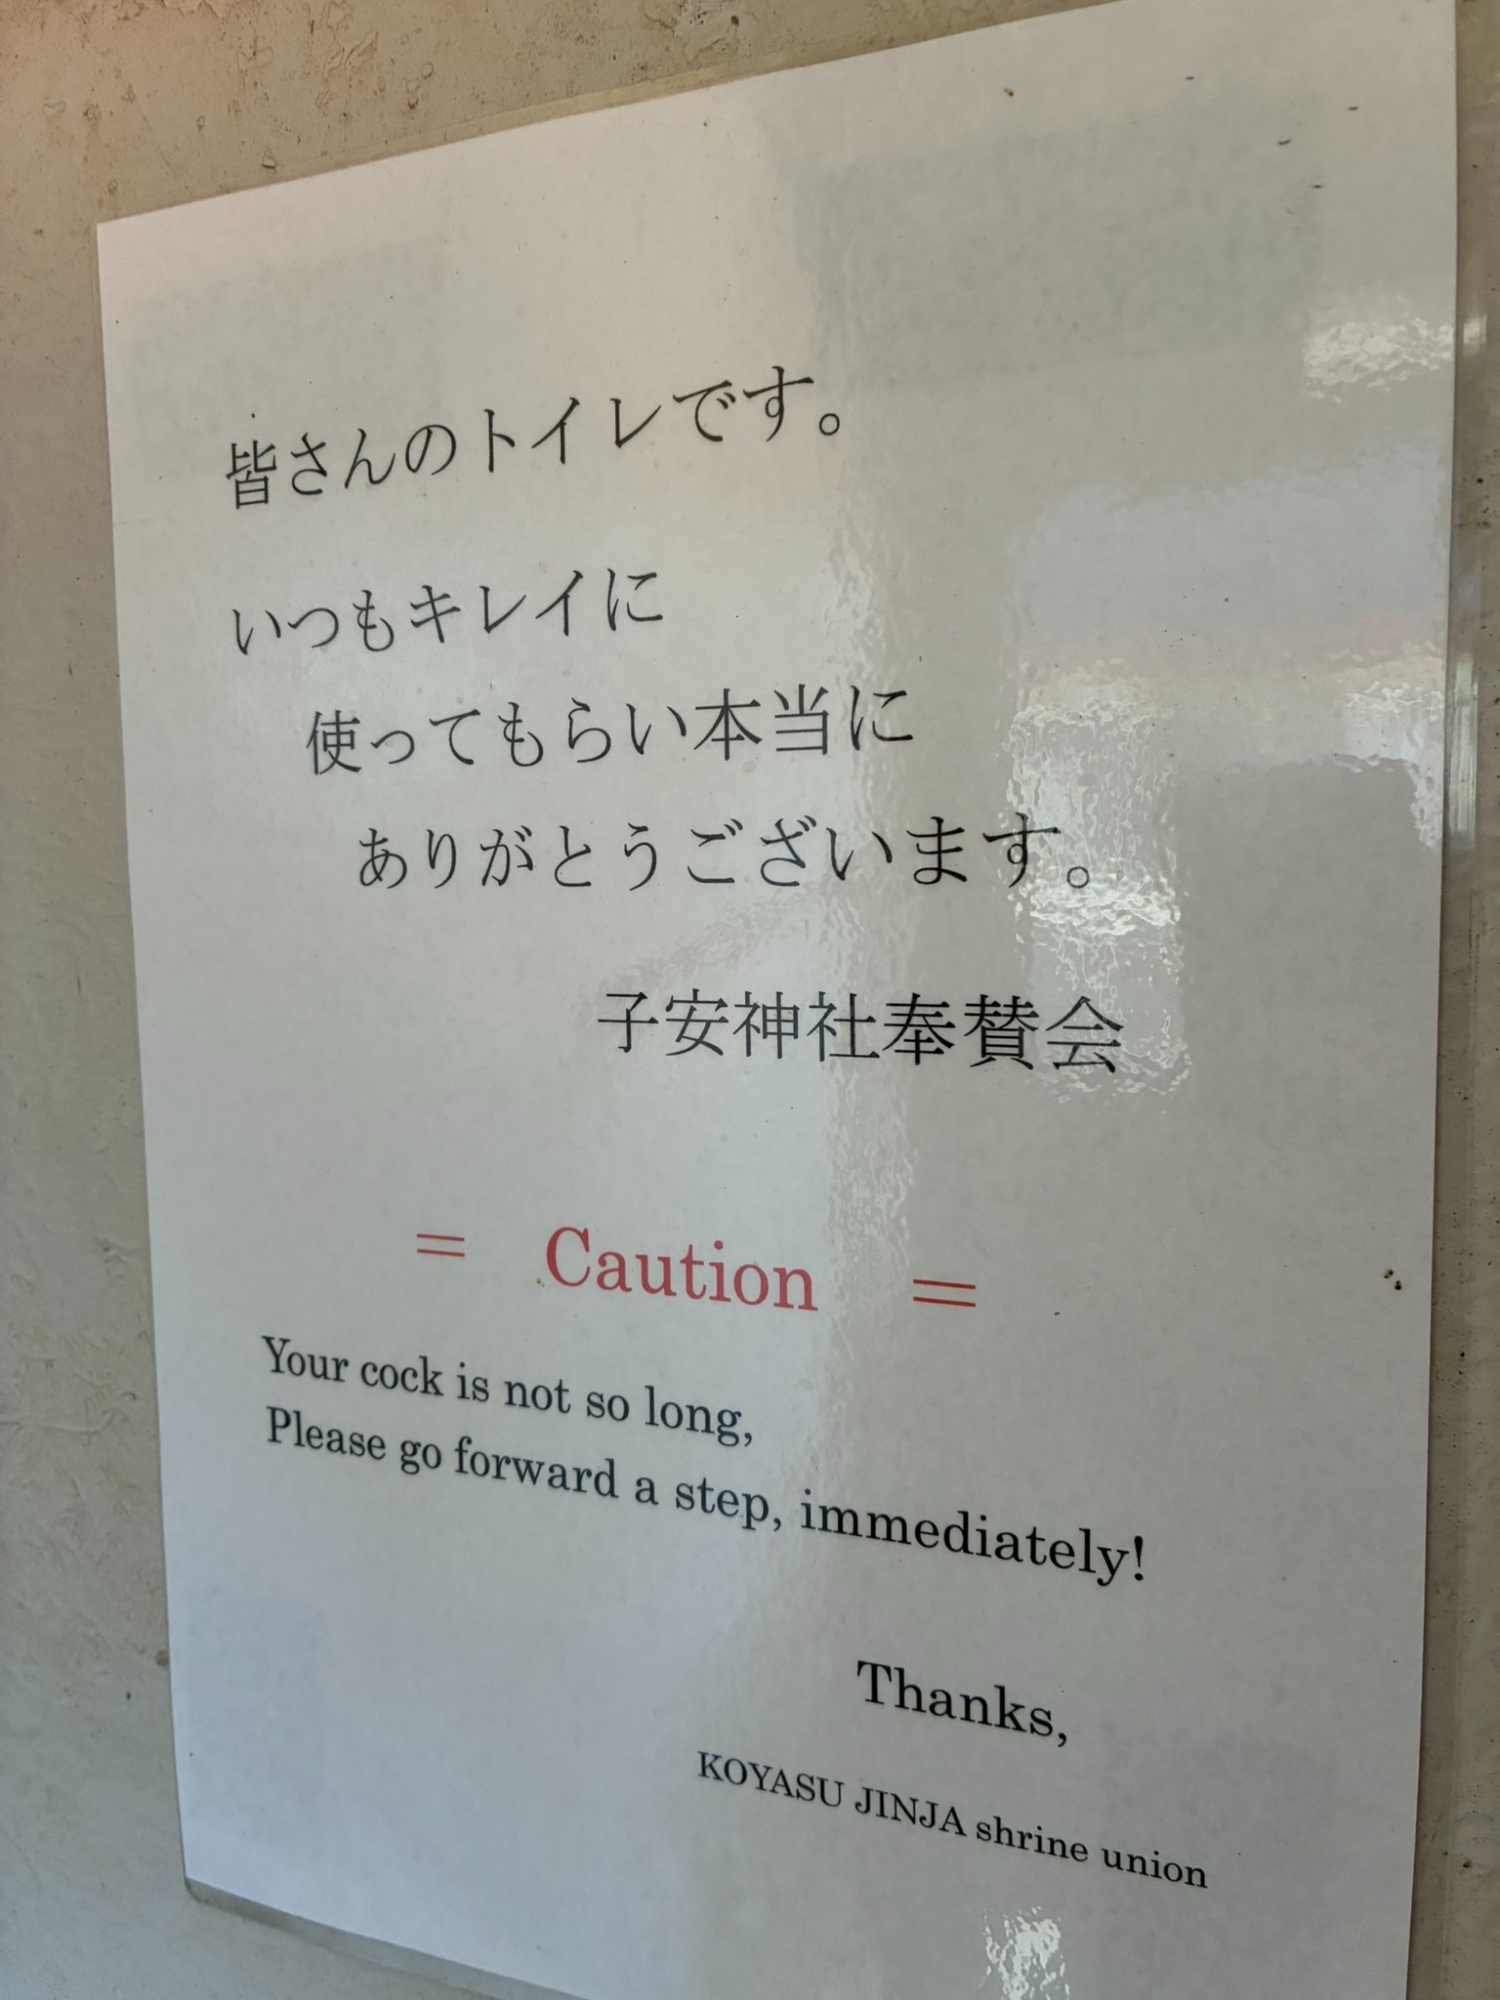 皆さんのトイレです。
いつもキレイに
使ってもらい本当に
ありがとうございます。
子安神社奉賛会
= Caution =
Your cock is not so long,
Please go forward a step, immediately!
Thanks,
KOYASU JINJA shrine union